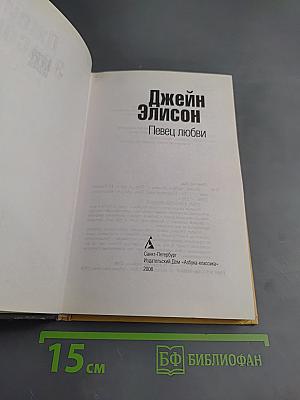 Джейн
Элисон
Певец любви
Санкт-Петербург
Издательский Дом «Азбука-классика»
2008
15 см
БФ БИБЛИОФАН